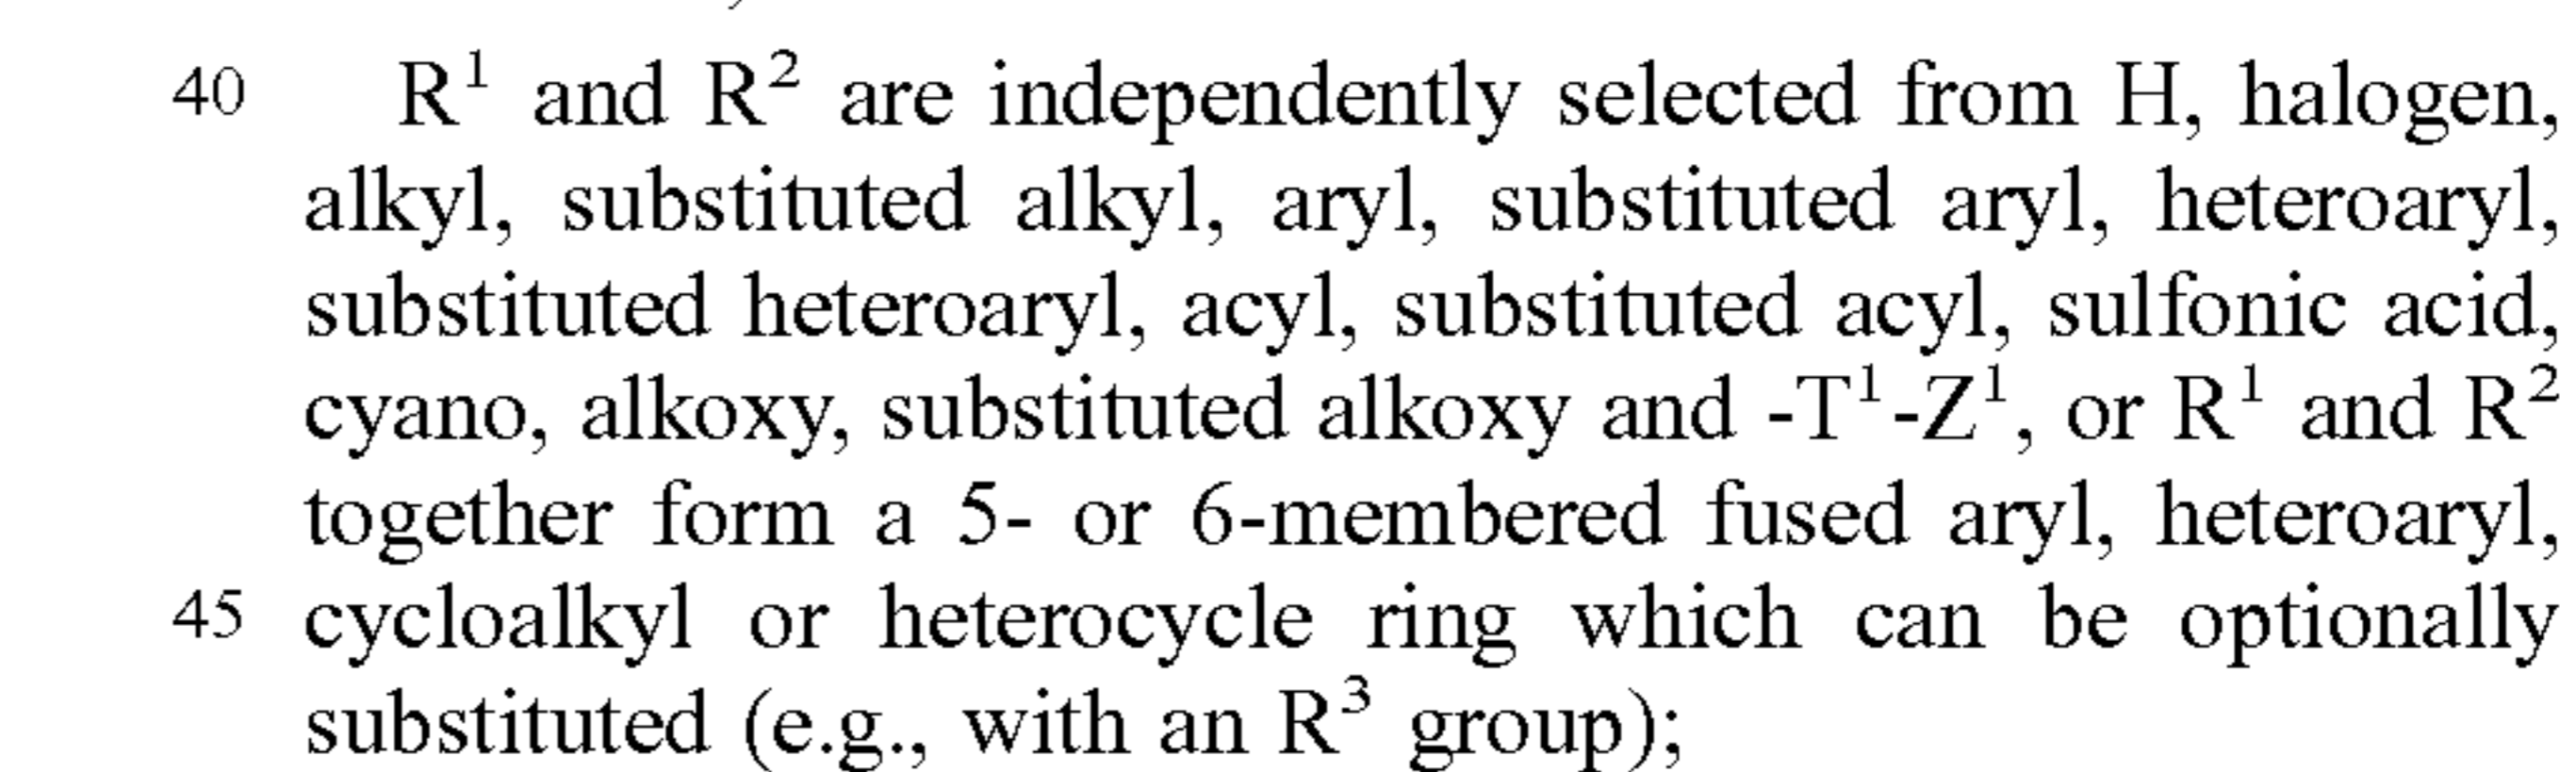 40 R¹ and R² are independently selected from H, halogen,
alkyl, substituted alkyl, aryl, substituted aryl, heteroaryl,
substituted heteroaryl, acyl, substituted acyl, sulfonic acid,
cyano, alkoxy, substituted alkoxy and -T¹-Z¹, or R¹ and R²
together form a 5- or 6-membered fused aryl, heteroaryl,
45 cycloalkyl or heterocycle ring which can be optionally
substituted (e.g., with an R³ group);